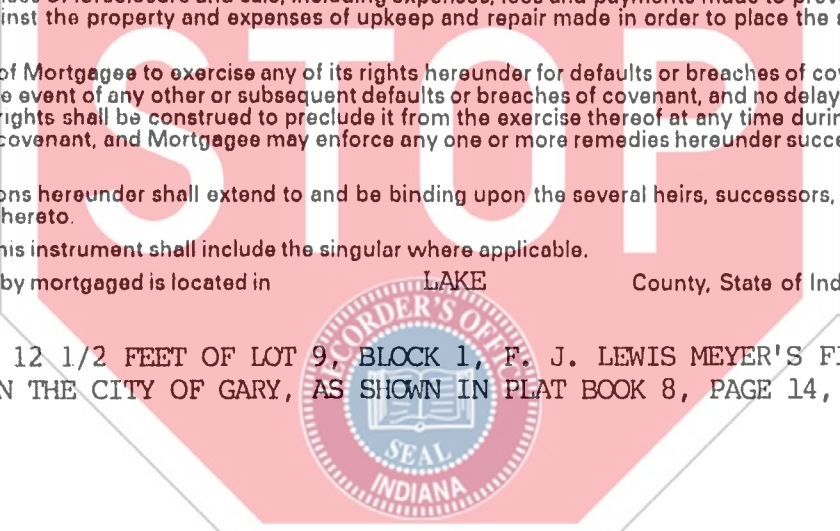 inst the property and expenses of upkeep and repair made in order to place the
STOP
of Mortgagee to exercise any of its rights hereunder for defaults or breaches of co
e event of any other or subsequent defaults or breaches of covenant, and no delay
ights shall be construed to preclude it from the exercise thereof at any time durin
covenant, and Mortgagee may enforce any one or more remedies hereunder succe
ons hereunder shall extend to and be binding upon the several heirs, successors,
hereto.
his instrument shall include the singular where applicable.
by mortgaged is located in LAKE County, State of Ind
RECORDER'S OFFICE
12 1/2 FEET OF LOT 9, BLOCK 1, F. J. LEWIS MEYER'S FI
N THE CITY OF GARY, AS SHOWN IN PLAT BOOK 8, PAGE 14,
SEAL
INDIANA